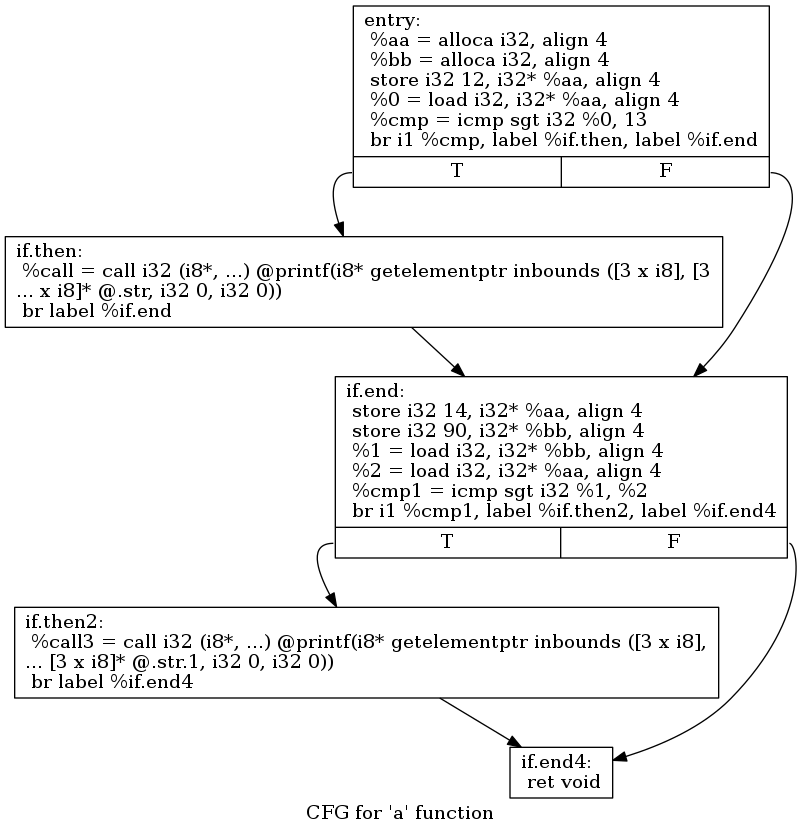 entry:
%aa = alloca i32, align 4
%bb = alloca i32, align 4
store i32 12, i32* %aa, align 4
%0 = load i32, i32* %aa, align 4
%cmp = icmp sgt i32 %0, 13
br i1 %cmp, label %if.then, label %if.end
T F
if.then:
%call = call i32 (i8*, ...) @printf(i8* getelementptr inbounds ([3 x i8], [3
... x i8]* @.str, i32 0, i32 0))
br label %if.end
if.end:
store i32 14, i32* %aa, align 4
store i32 90, i32* %bb, align 4
%1 = load i32, i32* %bb, align 4
%2 = load i32, i32* %aa, align 4
%cmp1 = icmp sgt i32 %1, %2
br i1 %cmp1, label %if.then2, label %if.end4
T F
if.then2:
%call3 = call i32 (i8*, ...) @printf(i8* getelementptr inbounds ([3 x i8],
... [3 x i8]* @.str.1, i32 0, i32 0))
br label %if.end4
if.end4:
ret void
CFG for 'a' function